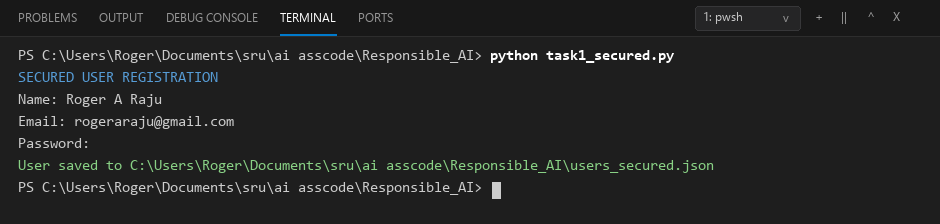 PROBLEMS OUTPUT DEBUG CONSOLE TERMINAL PORTS 1: pwsh v + || ^ X
PS C:\Users\Roger\Documents\sru\ai asscode\Responsible_AI> python task1_secured.py
SECURED USER REGISTRATION
Name: Roger A Raju
Email: rogeraraju@gmail.com
Password:
User saved to C:\Users\Roger\Documents\sru\ai asscode\Responsible_AI\users_secured.json
PS C:\Users\Roger\Documents\sru\ai asscode\Responsible_AI>